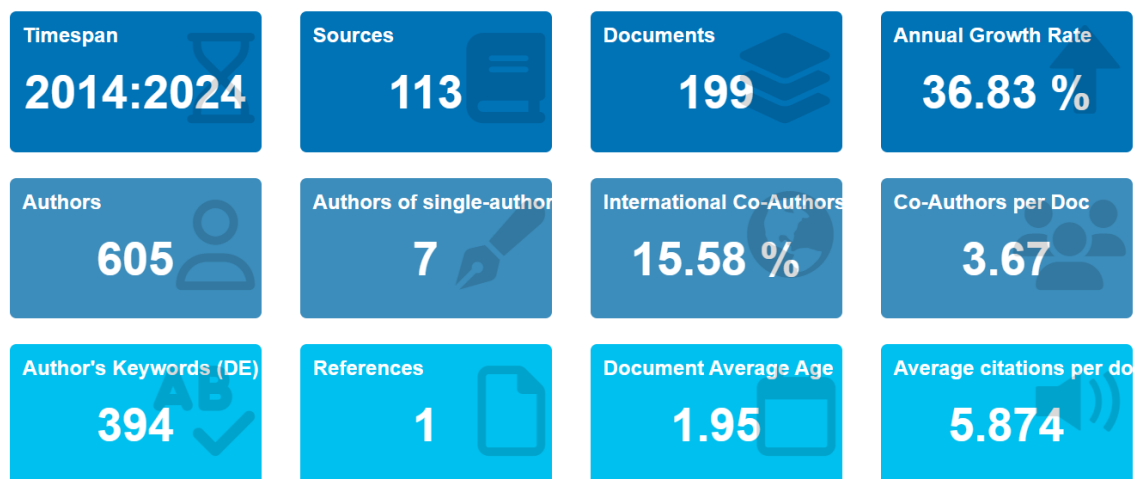 Timespan
2014:2024
Sources
113
Documents
199
Annual Growth Rate
36.83 %
Authors
605
Authors of single-author
7
International Co-Authors
15.58 %
Co-Authors per Doc
3.67
Author's Keywords (DE)
394
References
1
Document Average Age
1.95
Average citations per do
5.874
AB